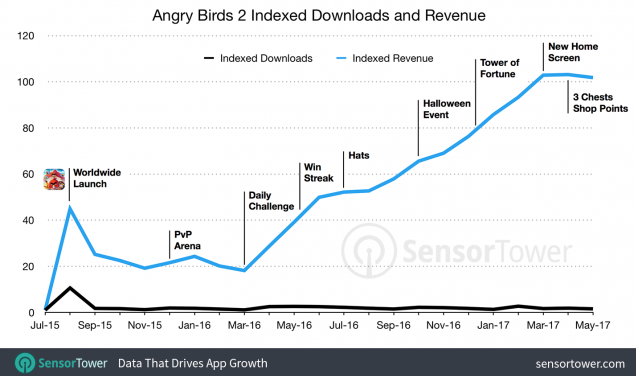 Angry Birds 2 Indexed Downloads and Revenue
120
100
80
60
40
20
0
Indexed Downloads
Indexed Revenue
Worldwide
Launch
PvP
Arena
Daily
Challenge
Win
Streak
Hats
Halloween
Event
Tower of
Fortune
New Home
Screen
3 Chests
Shop Points
SensorTower
Jul-15
Sep-15
Nov-15
Jan-16
Mar-16
May-16
Jul-16
Sep-16
Nov-16
Jan-17
Mar-17
May-17
SensorTower
Data That Drives App Growth
sensortower.com